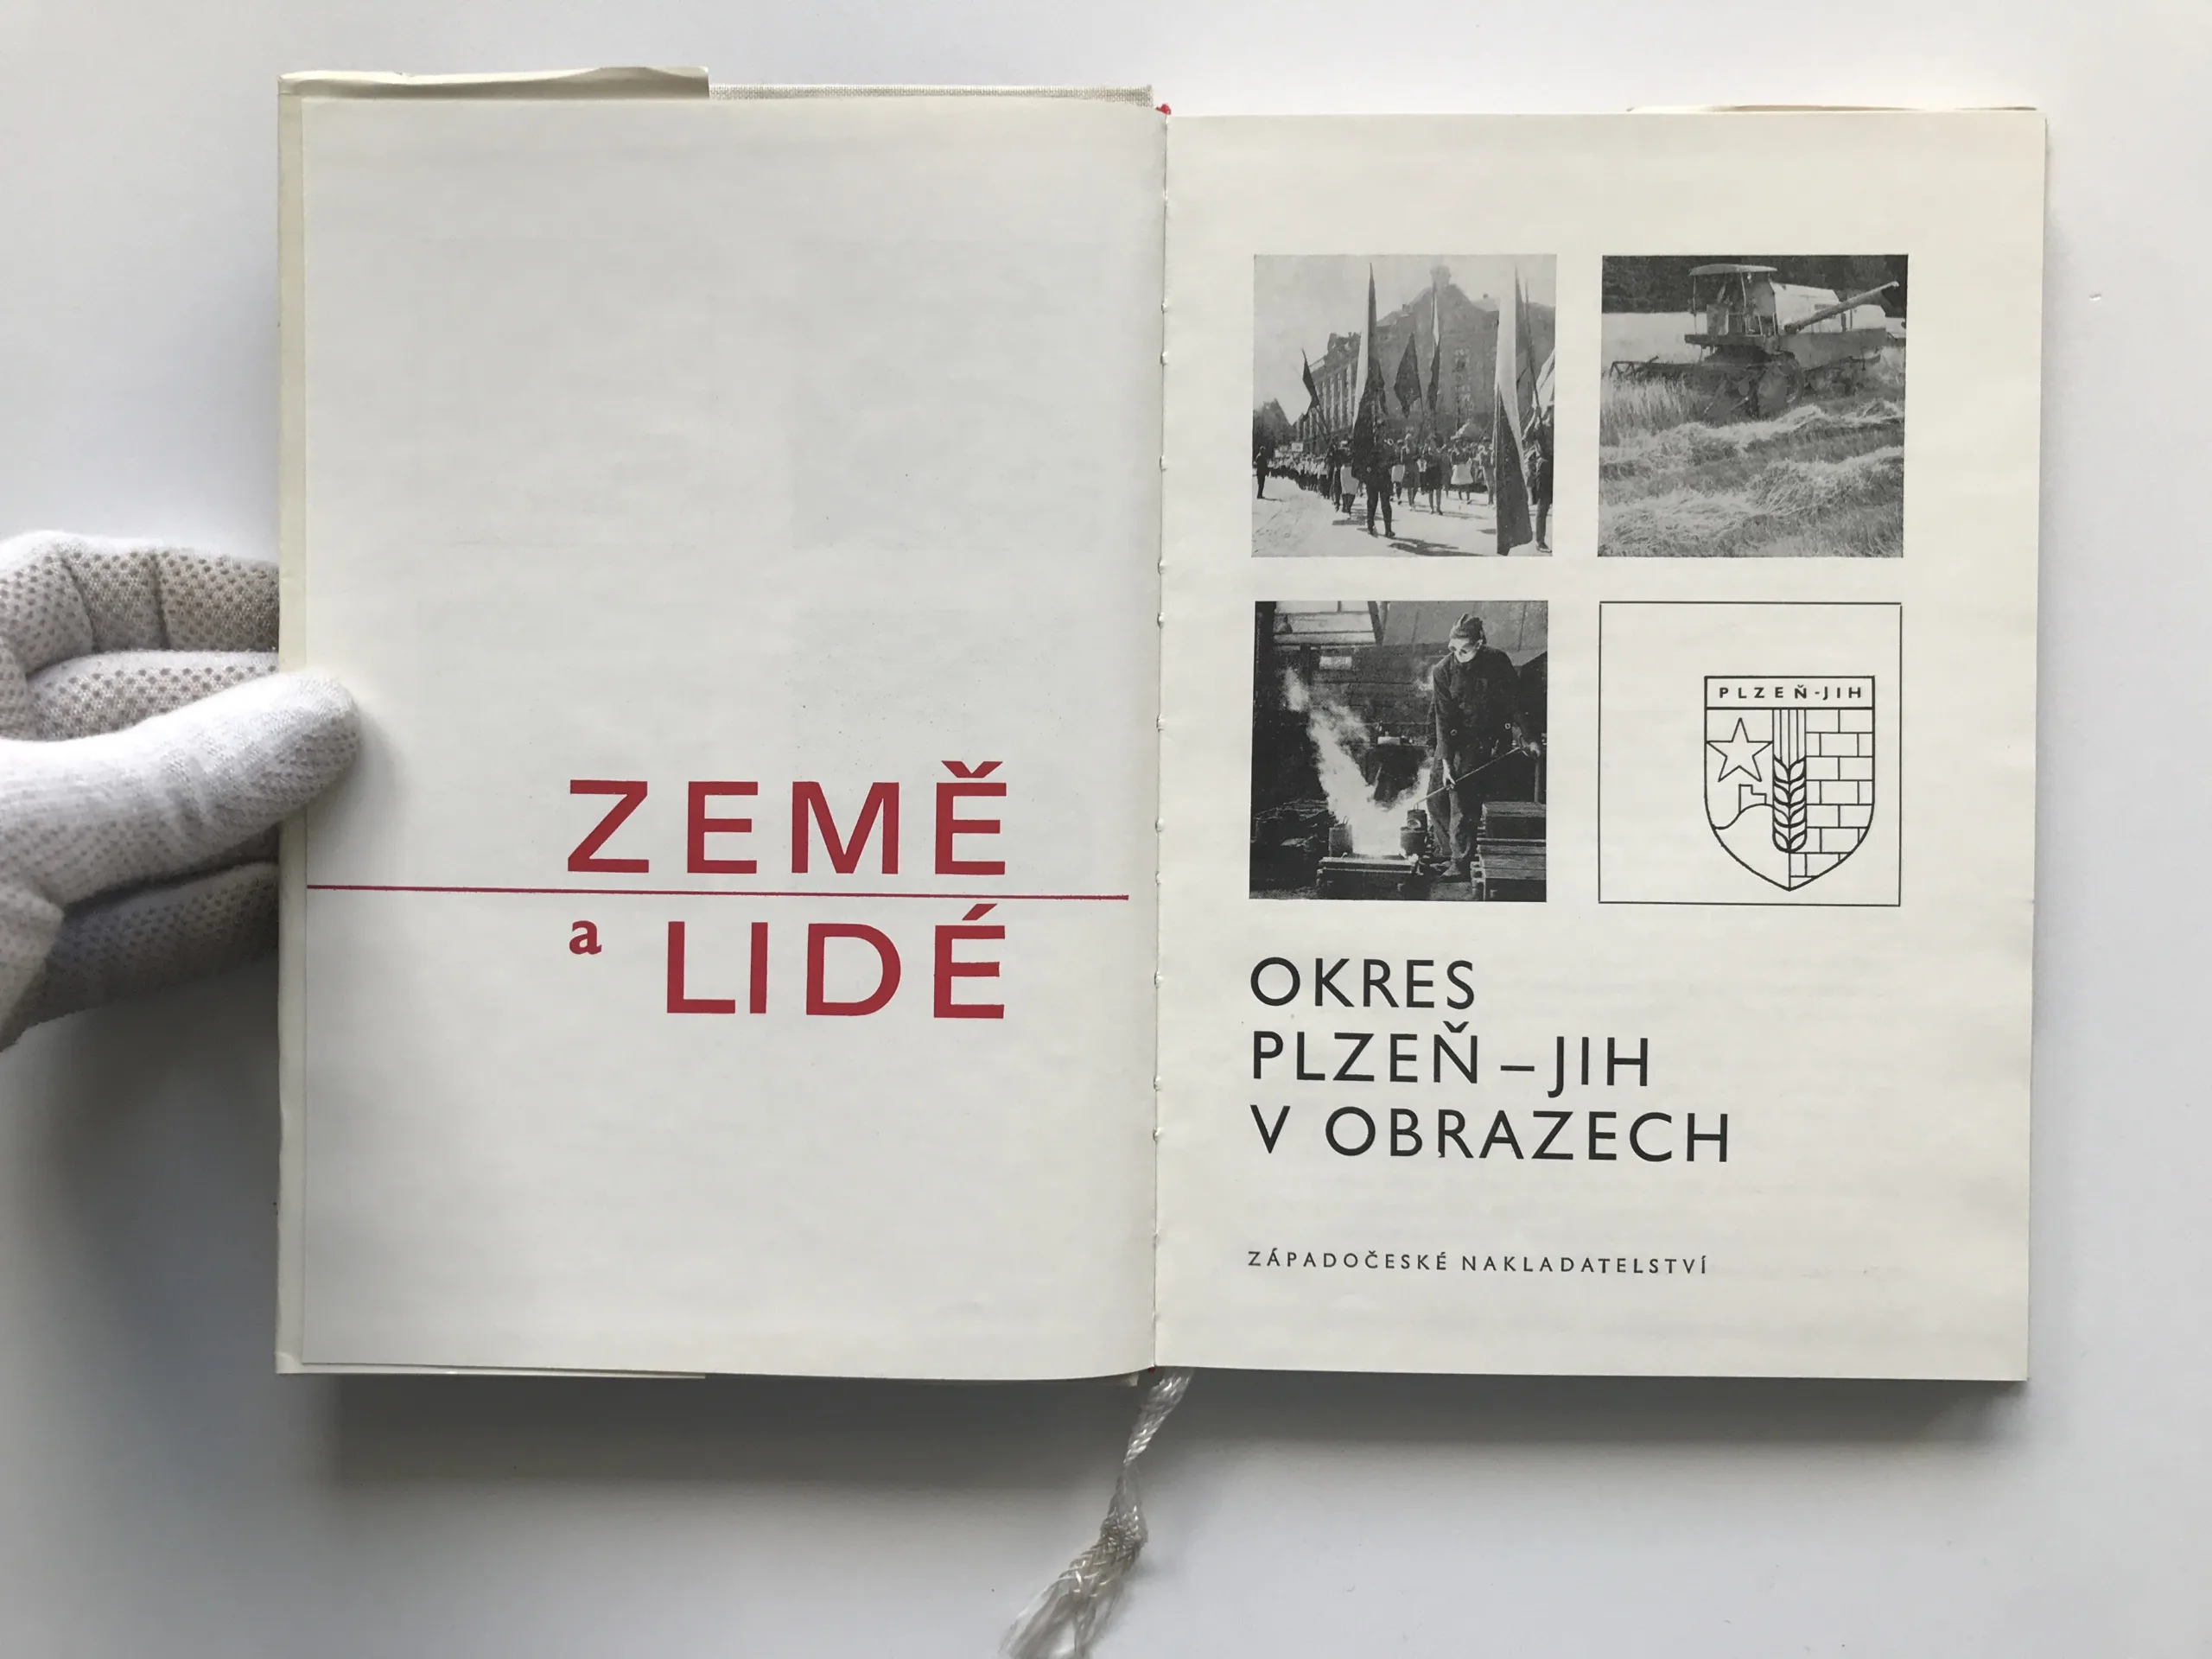 ZEMĚ
a LIDÉ
PLZEŇ-JIH
OKRES
PLZEŇ – JIH
V OBRAZECH
ZÁPADOČESKÉ NAKLADATELSTVÍ